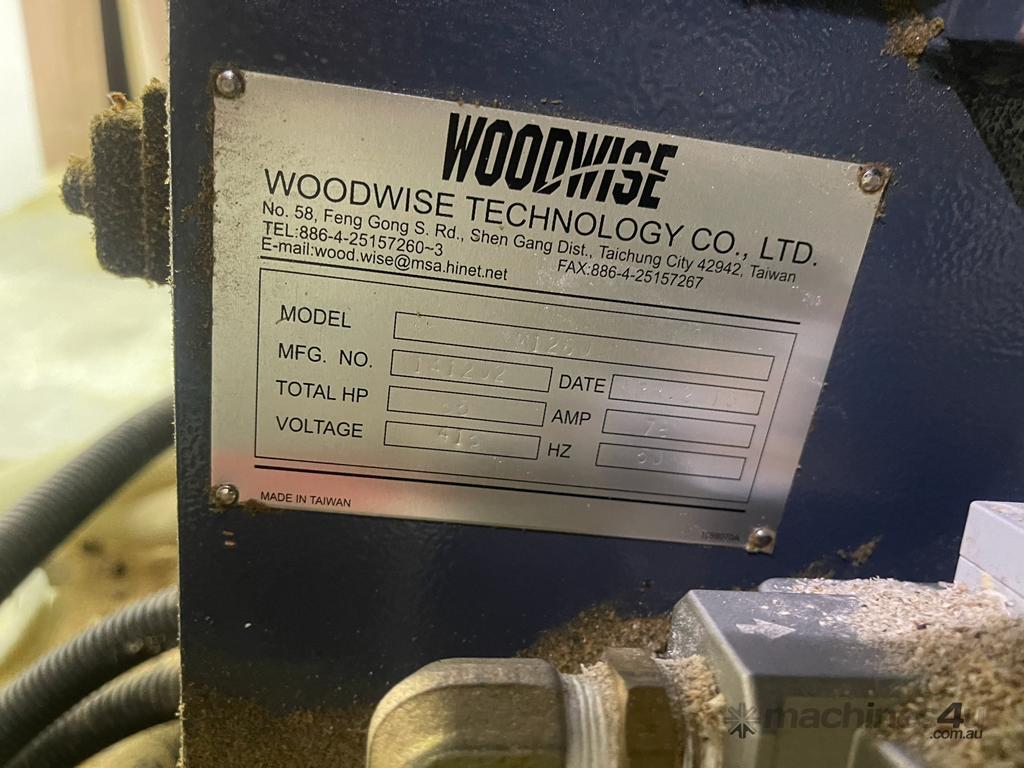 WOODWISE
WOODWISE TECHNOLOGY CO., LTD.
No. 58, Feng Gong S. Rd., Shen Gang Dist., Taichung City 42942, Taiwan
TEL:886-4-25157260~3 FAX:886-4-25157267
E-mail:wood.wise@msa.hinet.net
MODEL
MFG. NO. 141202 DATE
TOTAL HP AMP
VOLTAGE 415 HZ
MADE IN TAIWAN
machines4u
.com.au